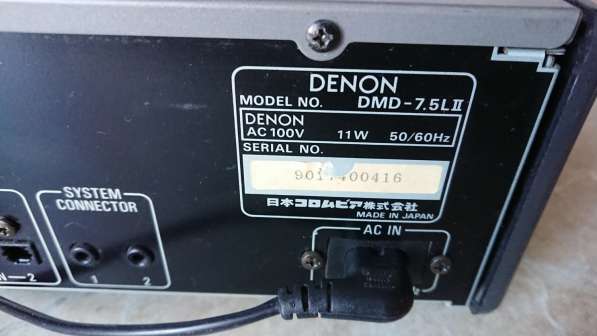 DENON
MODEL NO. DMD-7.5LII
DENON
AC 100V 11W 50/60Hz
SERIAL NO.
日本コロムビア株式会社
MADE IN JAPAN
SYSTEM
CONNECTOR
AC IN
1 2
-2